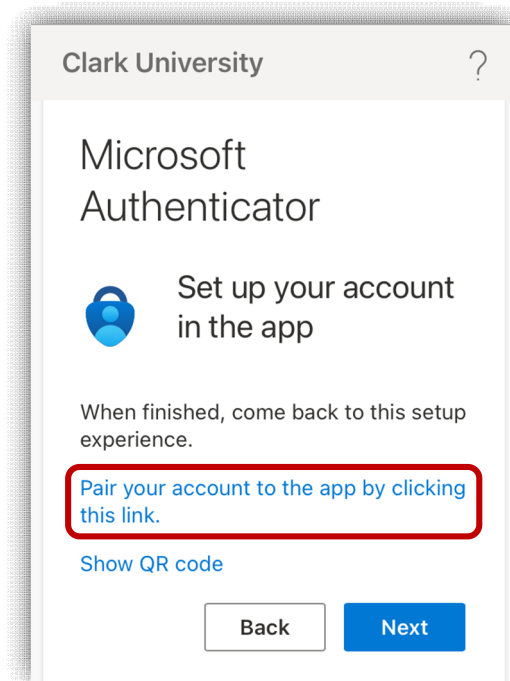 Clark University
?
Microsoft
Authenticator
Set up your account
in the app
When finished, come back to this setup
experience.
Pair your account to the app by clicking
this link.
Show QR code
Back
Next